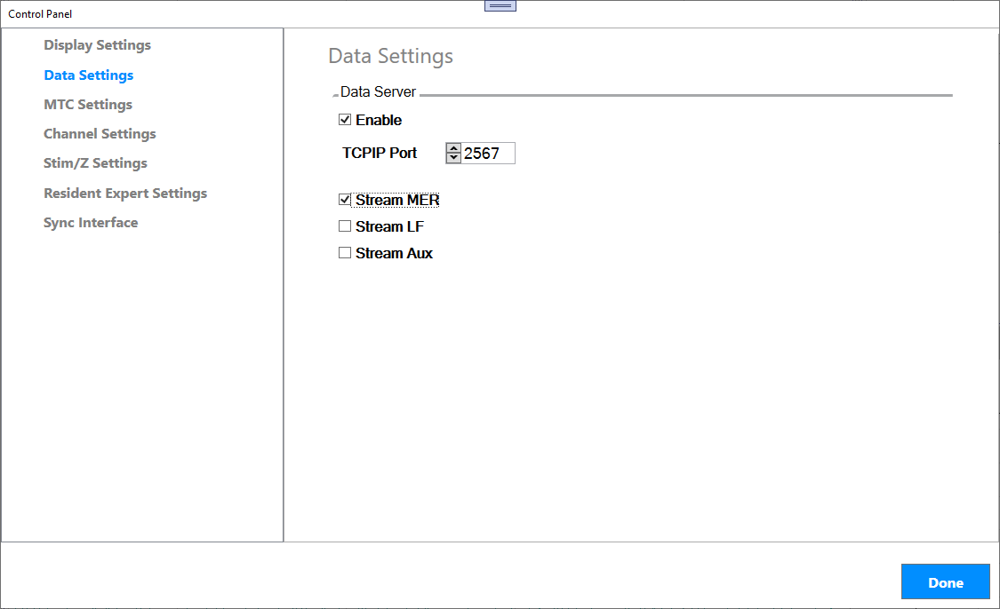 Control Panel
Display Settings
Data Settings
MTC Settings
Channel Settings
Stim/Z Settings
Resident Expert Settings
Sync Interface
Data Settings
Data Server
Enable
TCPIP Port 2567
Stream MER
Stream LF
Stream Aux
Done